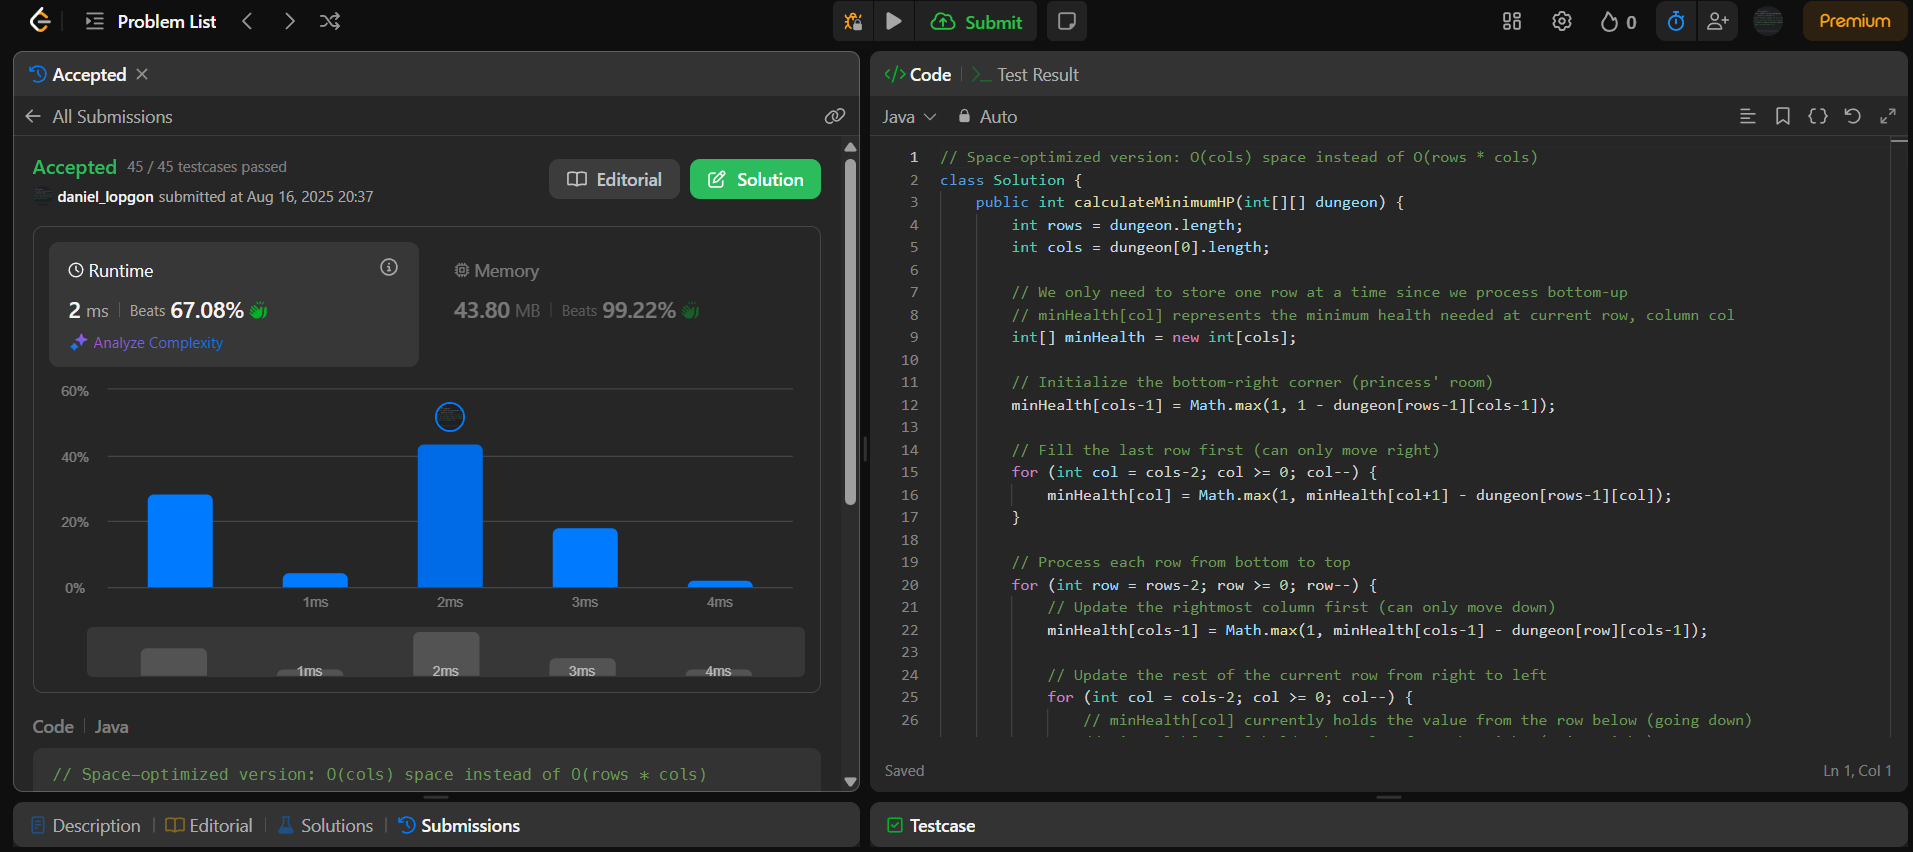 Problem List
Submit
0
Premium
Accepted
All Submissions
Accepted 45 / 45 testcases passed
daniel_lopgon submitted at Aug 16, 2025 20:37
Editorial
Solution
Runtime
2 ms | Beats 67.08%
Analyze Complexity
Memory
43.80 MB | Beats 99.22%
60%
40%
20%
0%
1ms 2ms 3ms 4ms
1ms 2ms 3ms 4ms
Code | Java
// Space-optimized version: O(cols) space instead of O(rows * cols)
Description | Editorial | Solutions | Submissions
Code | Test Result
Java Auto
1 // Space-optimized version: O(cols) space instead of O(rows * cols)
2 class Solution {
3 public int calculateMinimumHP(int[][] dungeon) {
4 int rows = dungeon.length;
5 int cols = dungeon[0].length;
6
7 // We only need to store one row at a time since we process bottom-up
8 // minHealth[col] represents the minimum health needed at current row, column col
9 int[] minHealth = new int[cols];
10
11 // Initialize the bottom-right corner (princess' room)
12 minHealth[cols-1] = Math.max(1, 1 - dungeon[rows-1][cols-1]);
13
14 // Fill the last row first (can only move right)
15 for (int col = cols-2; col >= 0; col--) {
16 minHealth[col] = Math.max(1, minHealth[col+1] - dungeon[rows-1][col]);
17 }
18
19 // Process each row from bottom to top
20 for (int row = rows-2; row >= 0; row--) {
21 // Update the rightmost column first (can only move down)
22 minHealth[cols-1] = Math.max(1, minHealth[cols-1] - dungeon[row][cols-1]);
23
24 // Update the rest of the current row from right to left
25 for (int col = cols-2; col >= 0; col--) {
26 // minHealth[col] currently holds the value from the row below (going down)
Saved
Ln 1, Col 1
Testcase